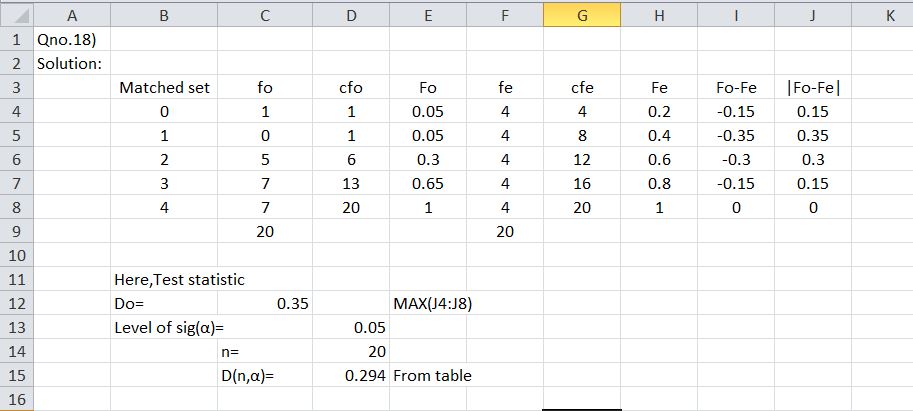 A B C D E F G H I J K
1 Qno.18)
2 Solution:
3 Matched set fo cfo Fo fe cfe Fe Fo-Fe |Fo-Fe|
4 0 1 1 0.05 4 4 0.2 -0.15 0.15
5 1 0 1 0.05 4 8 0.4 -0.35 0.35
6 2 5 6 0.3 4 12 0.6 -0.3 0.3
7 3 7 13 0.65 4 16 0.8 -0.15 0.15
8 4 7 20 1 4 20 1 0 0
9 20 20
10
11 Here,Test statistic
12 Do= 0.35 MAX(J4:J8)
13 Level of sig(α)= 0.05
14 n= 20
15 D(n,α)= 0.294 From table
16